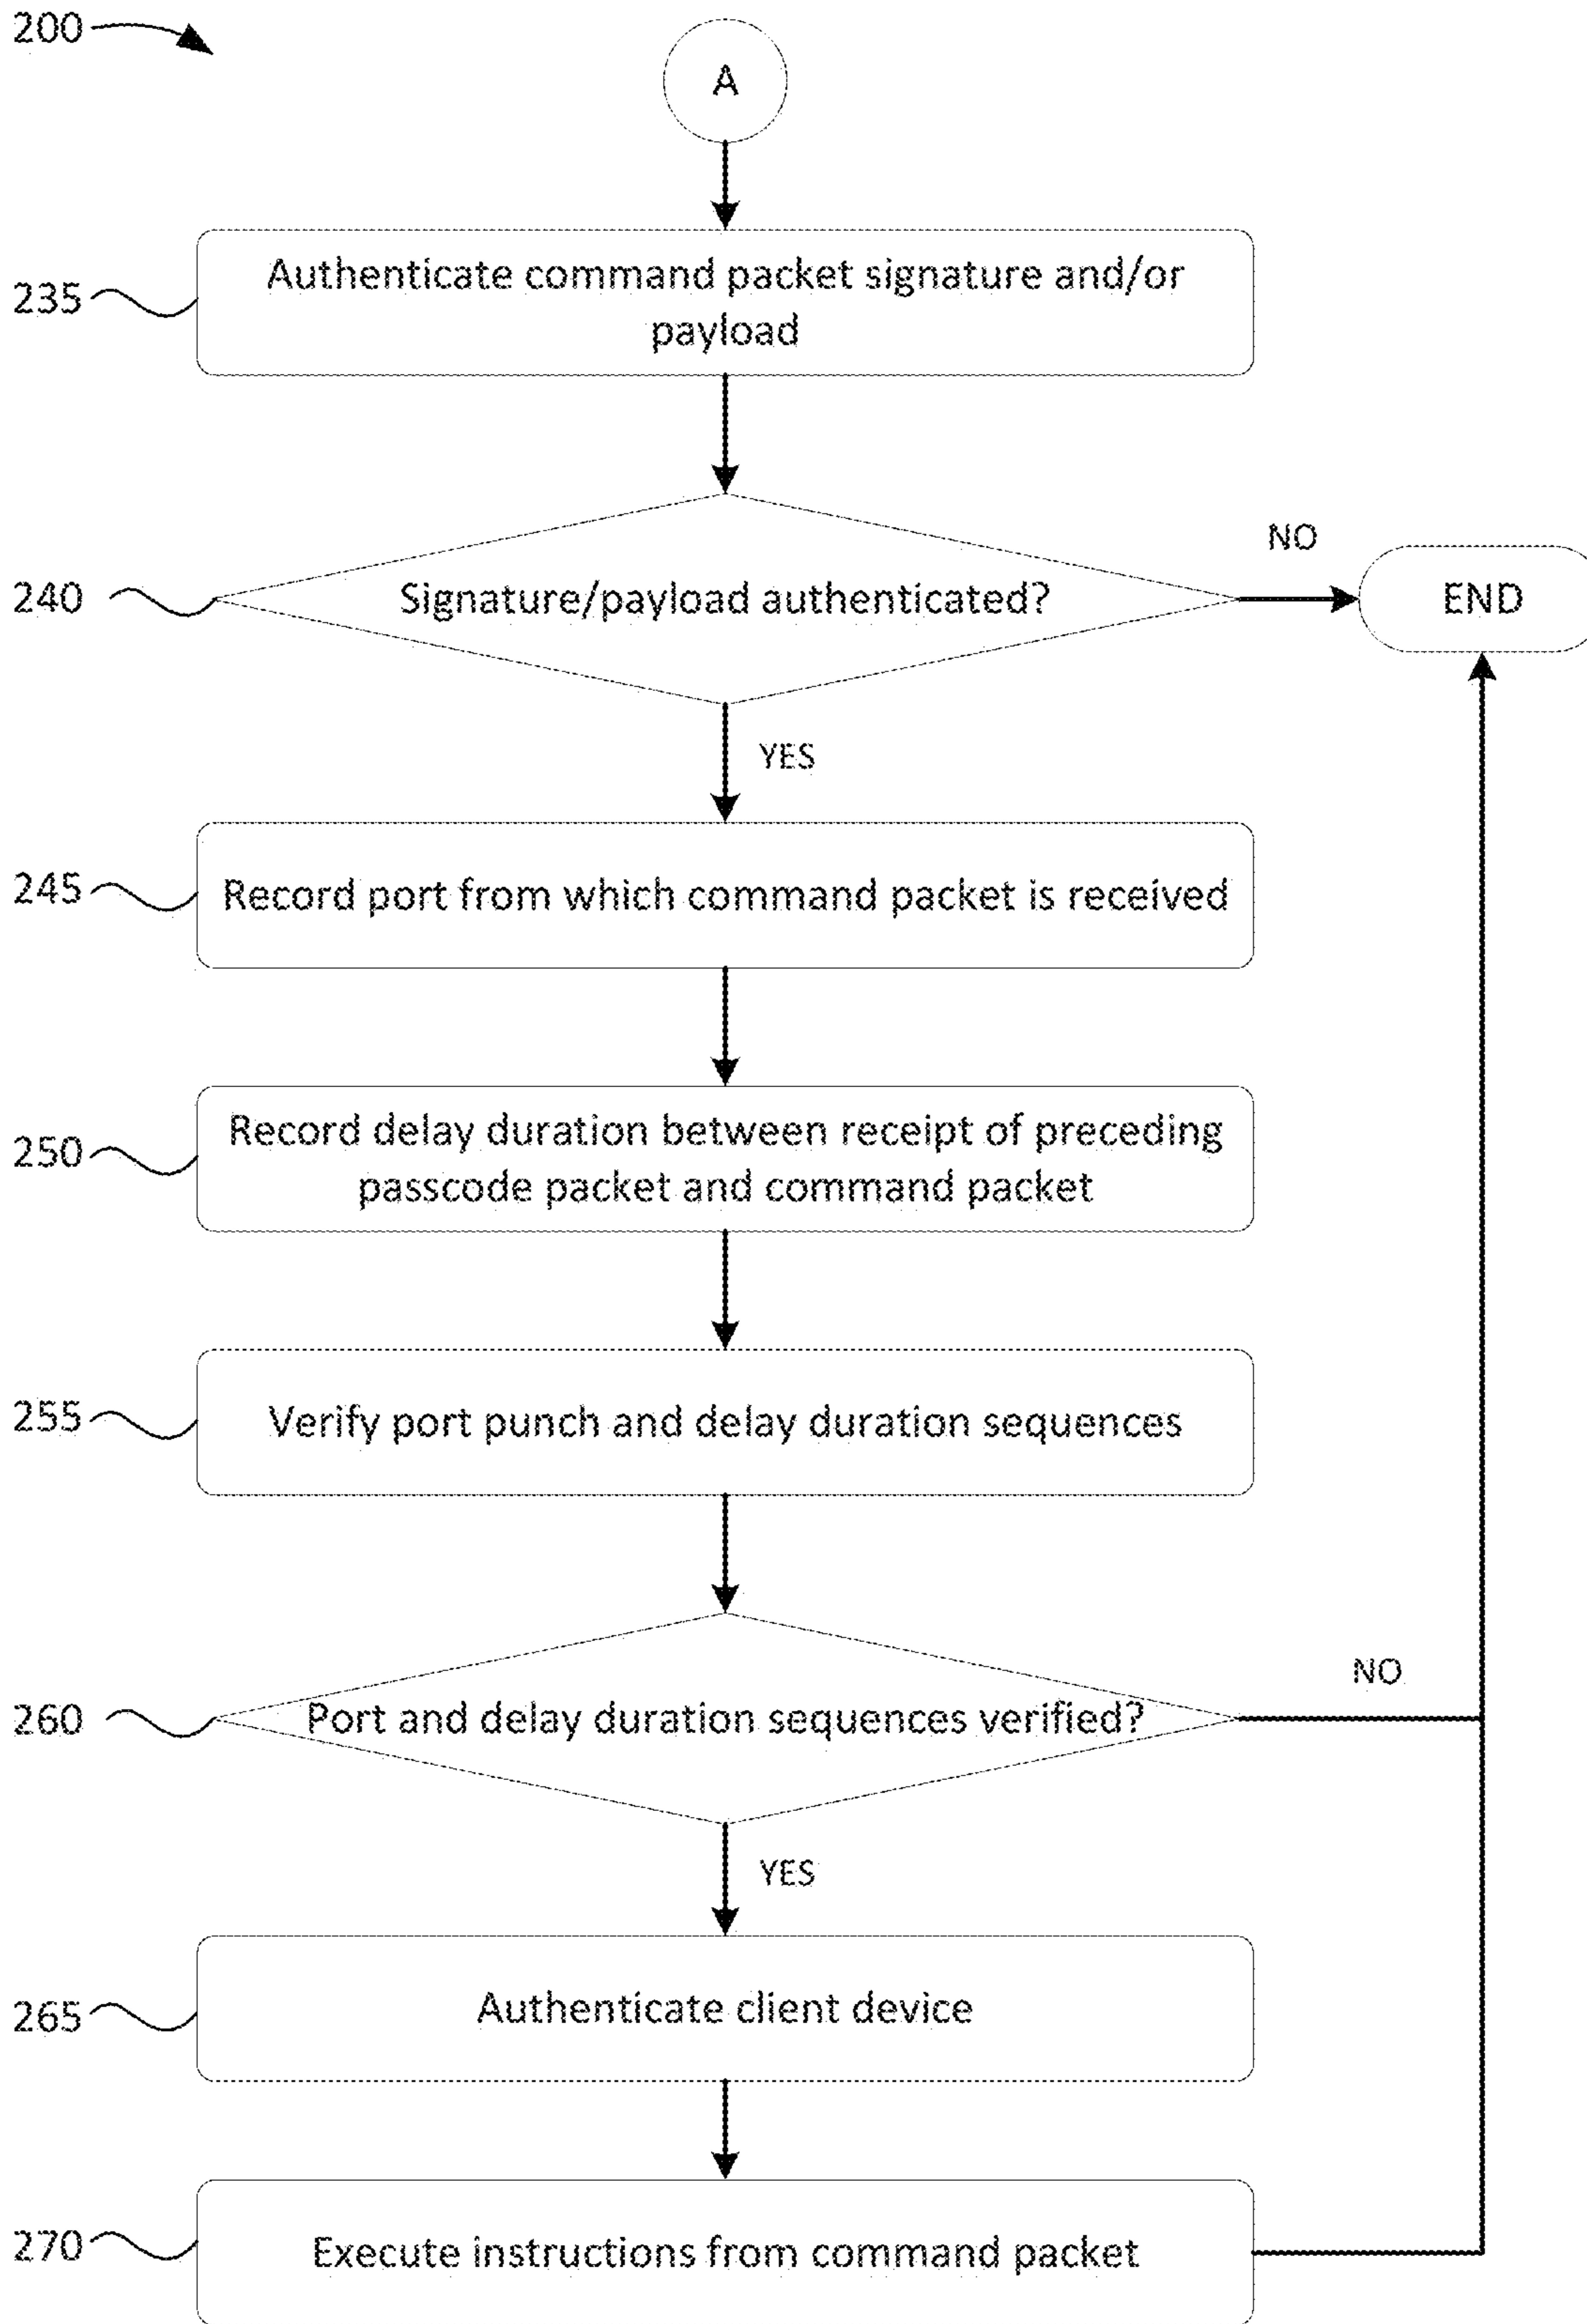 200
A
235
Authenticate command packet signature and/or
payload
NO
240
Signature/payload authenticated?
END
YES
245
Record port from which command packet is received
250
Record delay duration between receipt of preceding
passcode packet and command packet
255
Verify port punch and delay duration sequences
NO
260
Port and delay duration sequences verified?
YES
265
Authenticate client device
270
Execute instructions from command packet